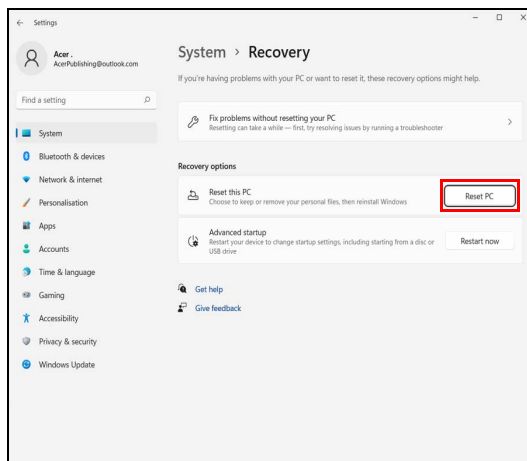 Settings
Acer .
AcerPublishing@outlook.com
Find a setting
System
Bluetooth & devices
Network & internet
Personalisation
Apps
Accounts
Time & language
Gaming
Accessibility
Privacy & security
Windows Update
System > Recovery
If you're having problems with your PC or want to reset it, these recovery options might help.
Fix problems without resetting your PC
Resetting can take a while — first, try resolving issues by running a troubleshooter
Recovery options
Reset this PC
Choose to keep or remove your personal files, then reinstall Windows
Reset PC
Advanced startup
Restart your device to change startup settings, including starting from a disc or
USB drive
Restart now
Get help
Give feedback